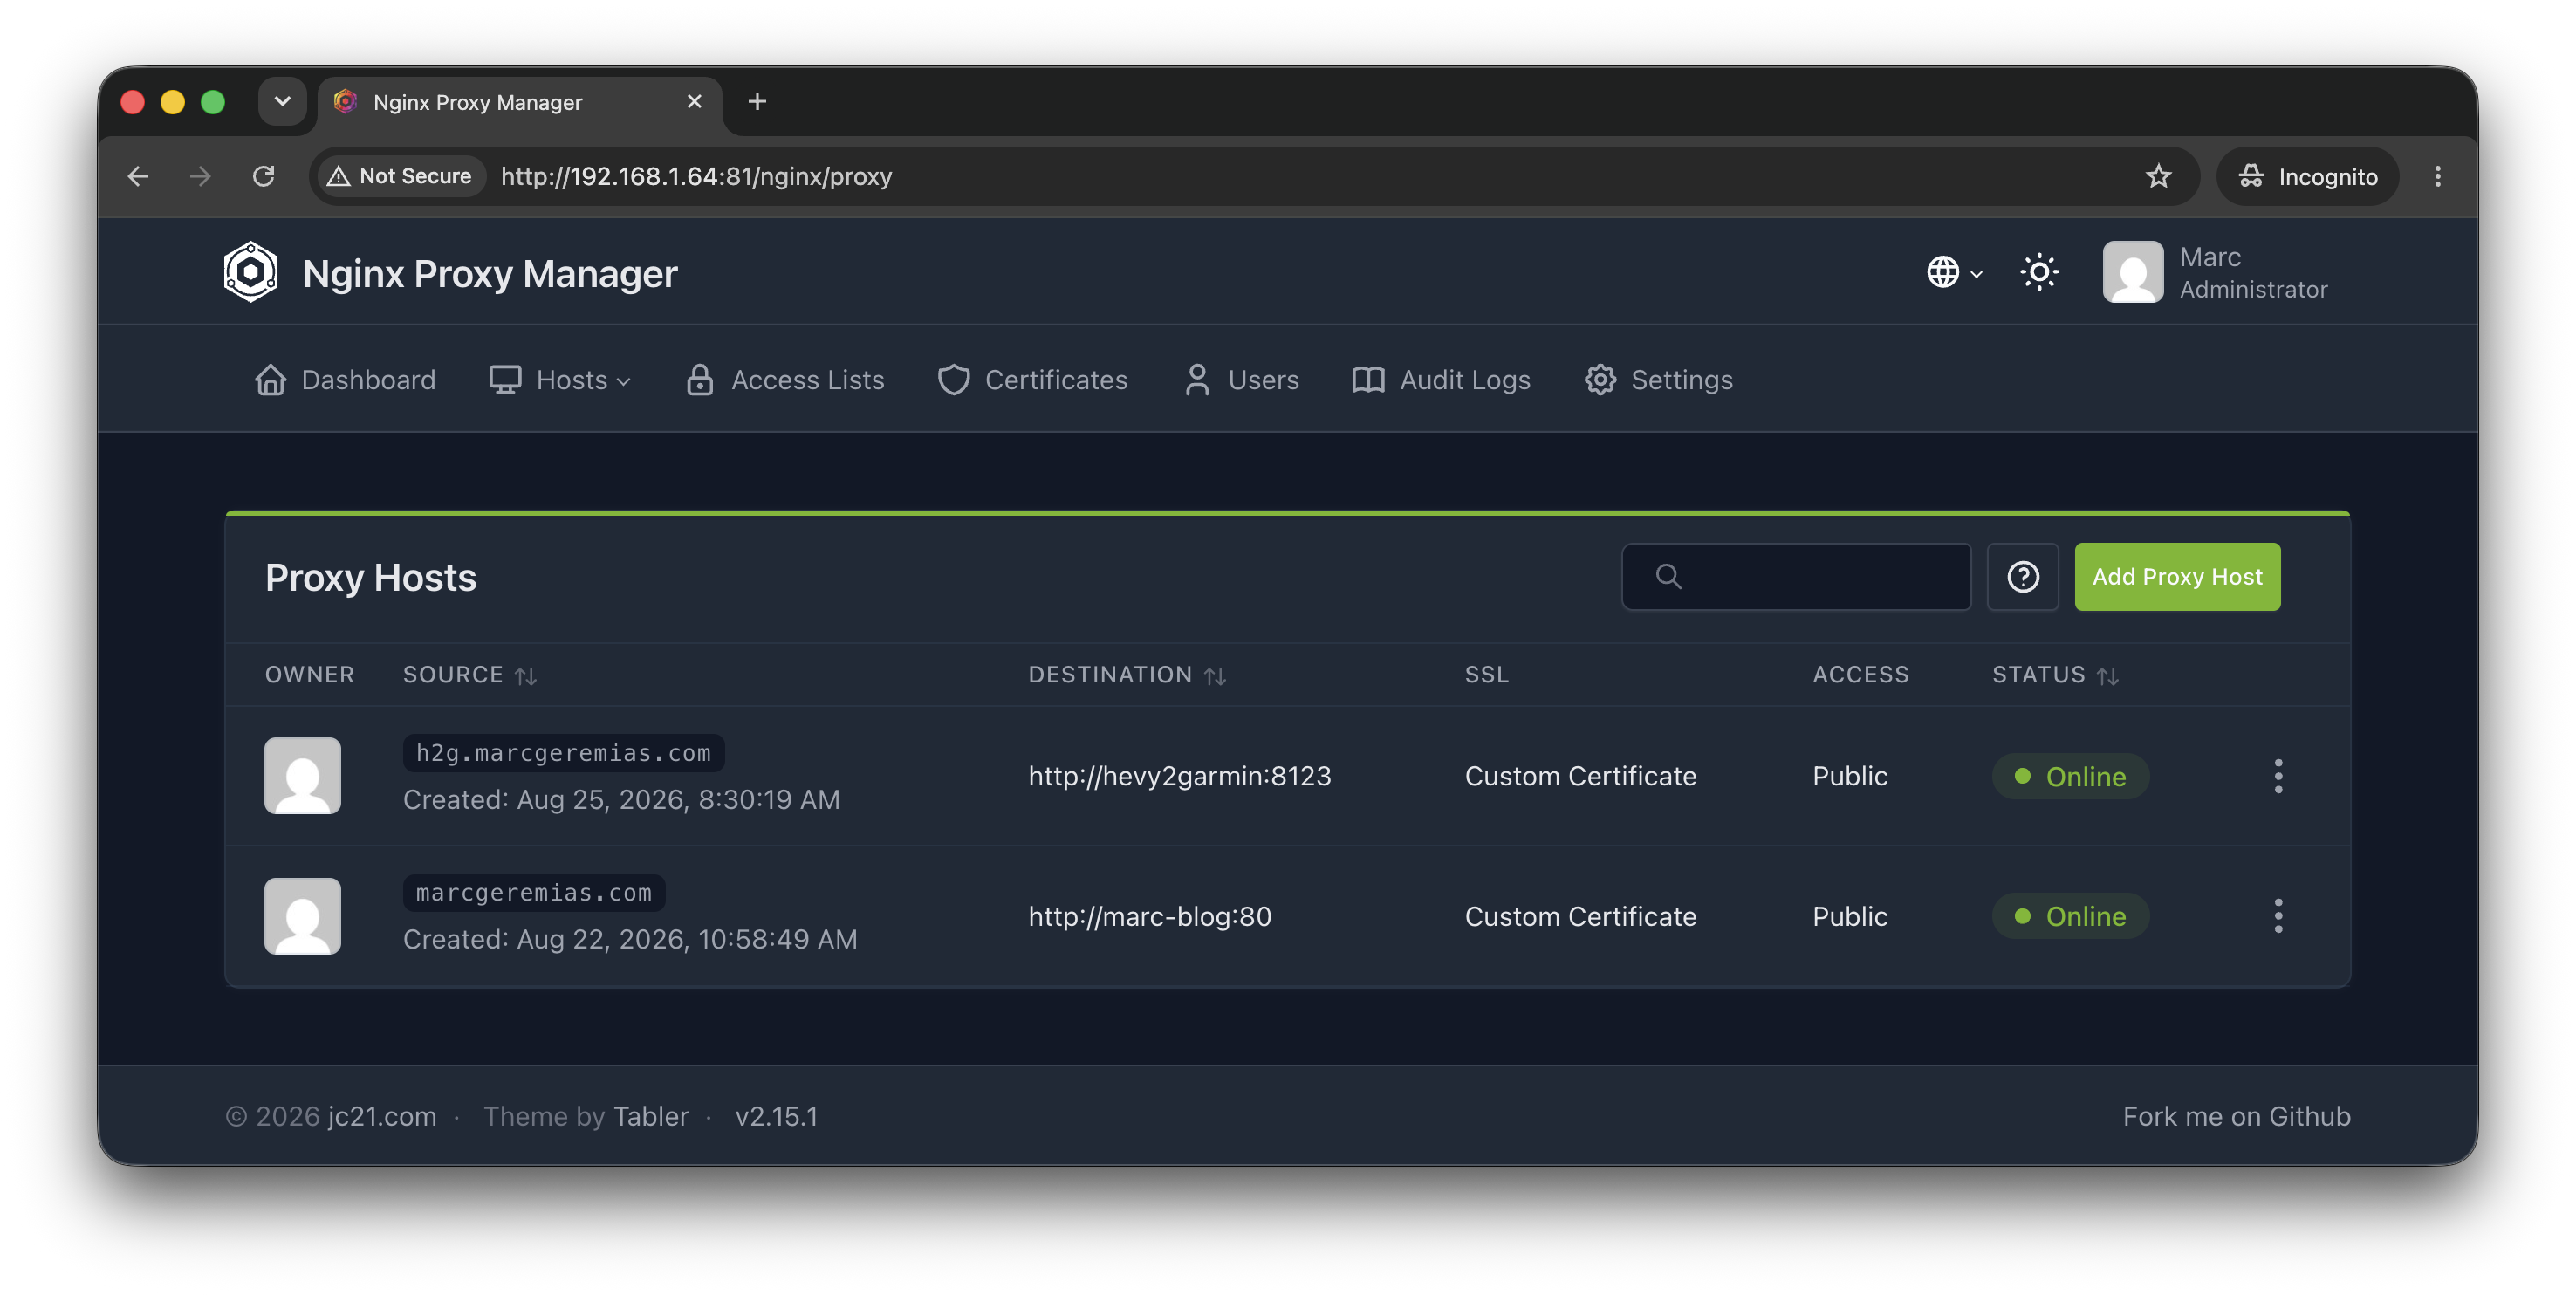 Nginx Proxy Manager
Not Secure
http://192.168.1.64:81/nginx/proxy
Incognito
Nginx Proxy Manager
Marc
Administrator
Dashboard
Hosts
Access Lists
Certificates
Users
Audit Logs
Settings
Proxy Hosts
Add Proxy Host
OWNER SOURCE DESTINATION SSL ACCESS STATUS
h2g.marcgeremias.com
Created: Aug 25, 2026, 8:30:19 AM
http://hevy2garmin:8123
Custom Certificate
Public
Online
marcgeremias.com
Created: Aug 22, 2026, 10:58:49 AM
http://marc-blog:80
Custom Certificate
Public
Online
© 2026 jc21.com · Theme by Tabler · v2.15.1
Fork me on Github